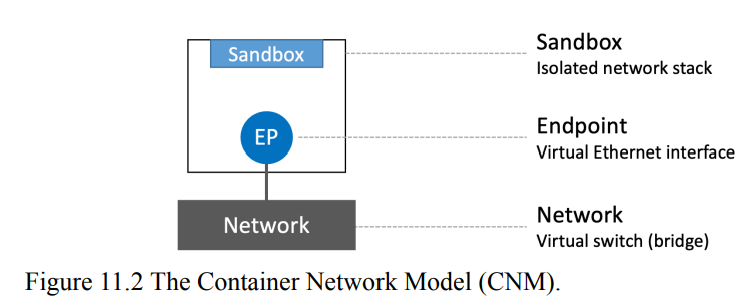 Sandbox
Sandbox
Isolated network stack
EP
Endpoint
Virtual Ethernet interface
Network
Network
Virtual switch (bridge)
Figure 11.2 The Container Network Model (CNM).